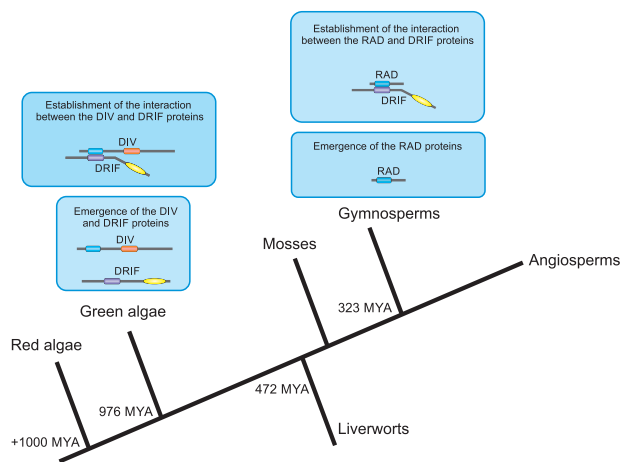 Establishment of the interaction
between the RAD and DRIF proteins
RAD
DRIF
Establishment of the interaction
between the DIV and DRIF proteins
DIV
DRIF
Emergence of the RAD proteins
RAD
Emergence of the DIV
and DRIF proteins
DIV
DRIF
Gymnosperms
Mosses
Angiosperms
Green algae
323 MYA
Red algae
472 MYA
976 MYA
Liverworts
+1000 MYA